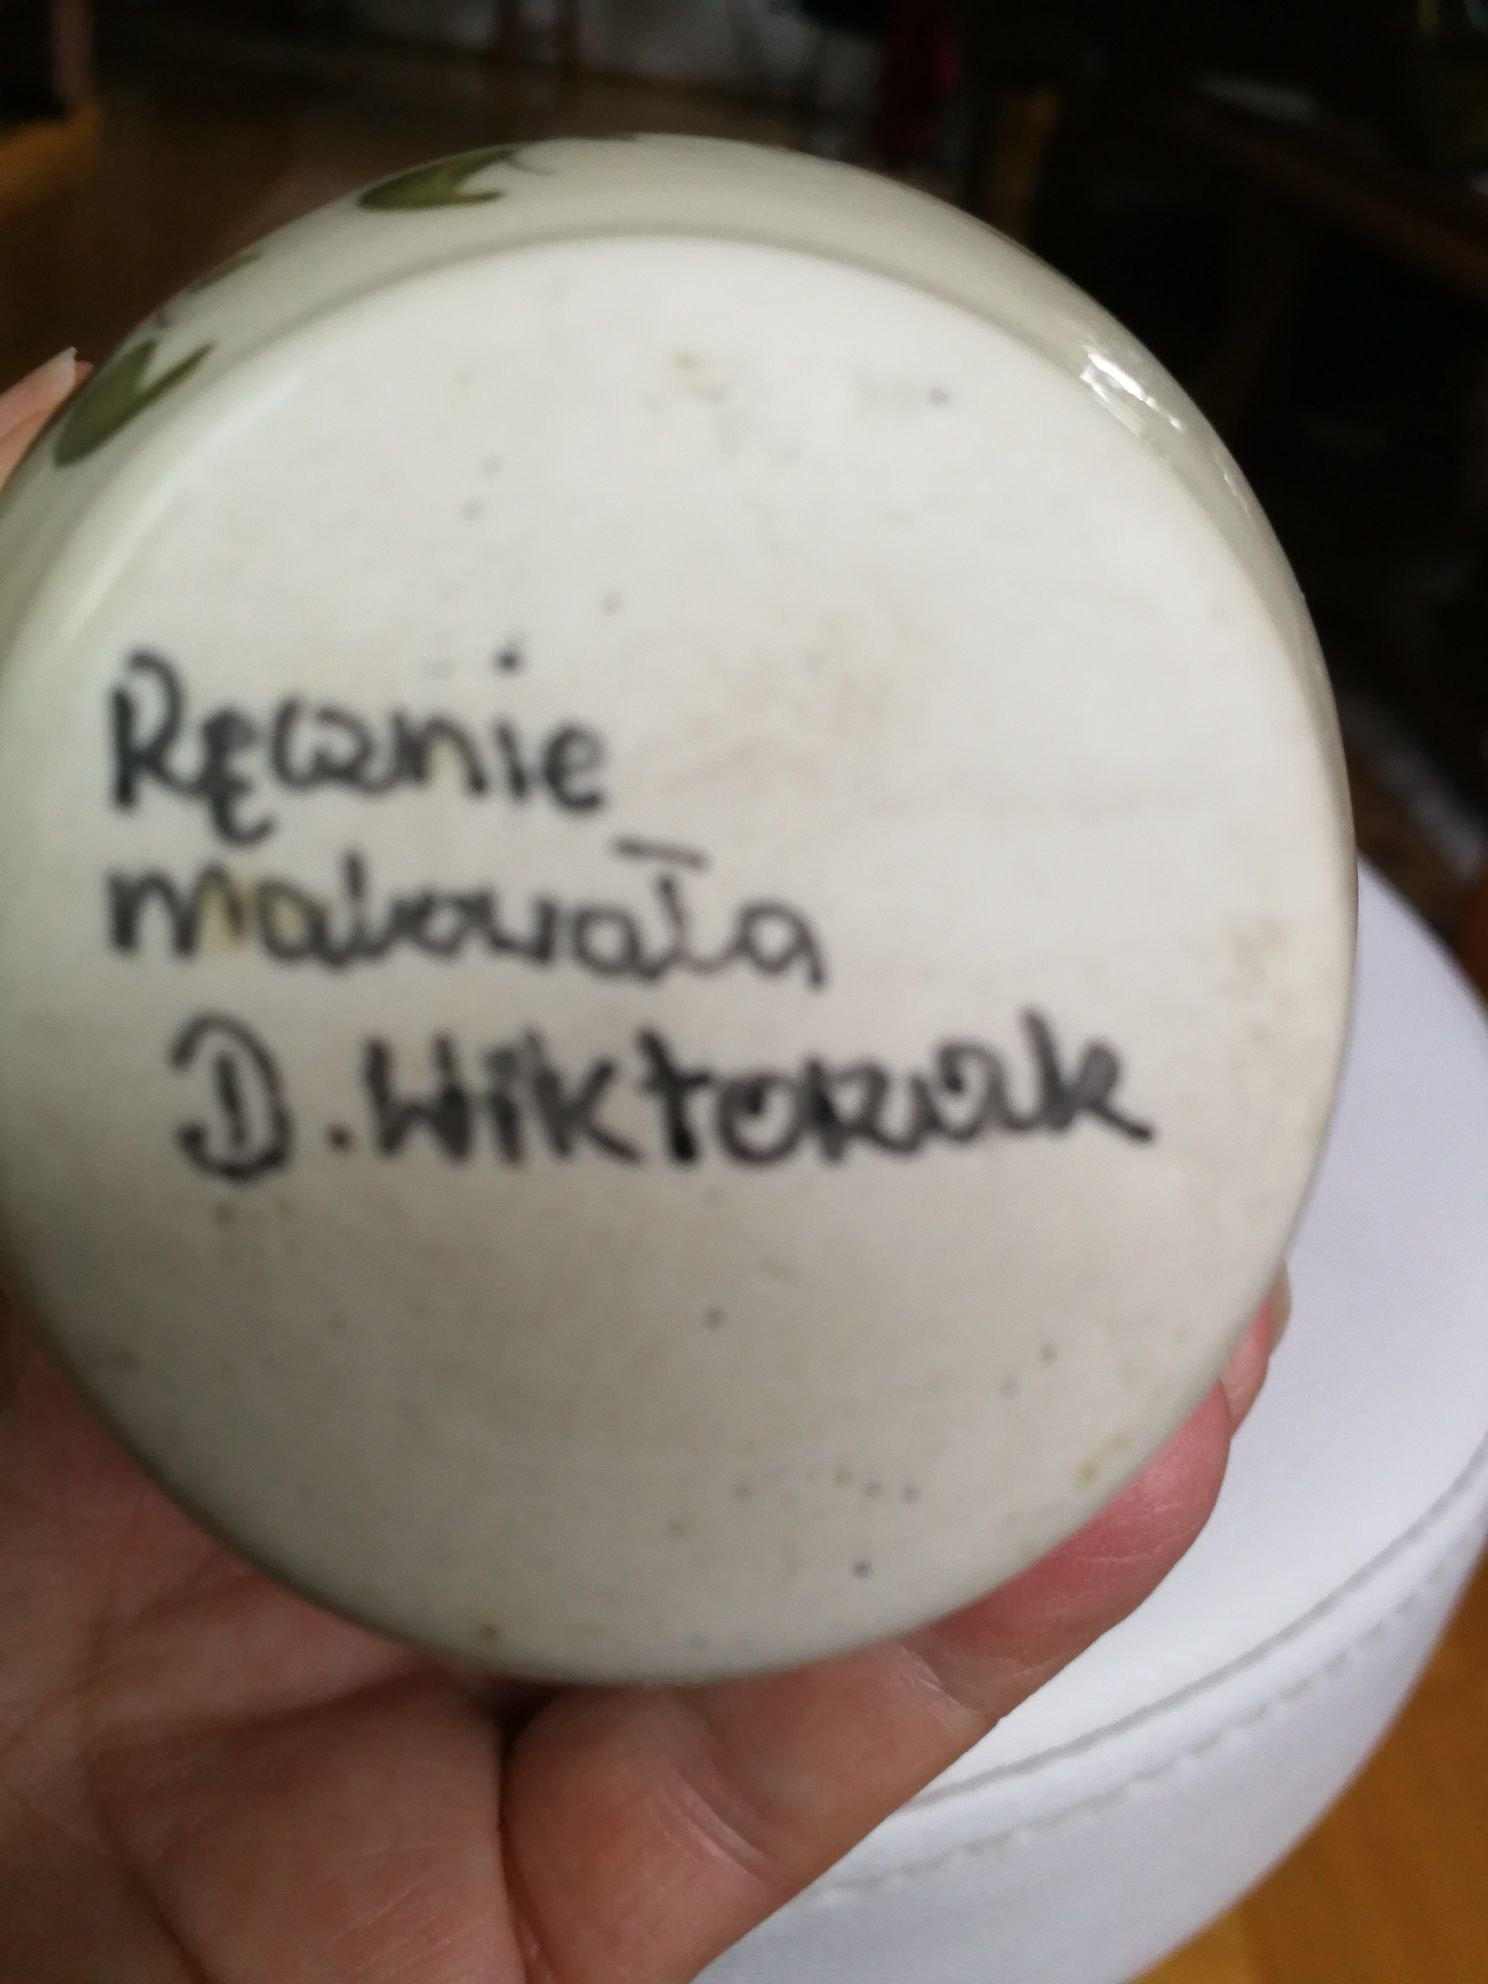 Ręcznie
malowała
D. Wiktorczak